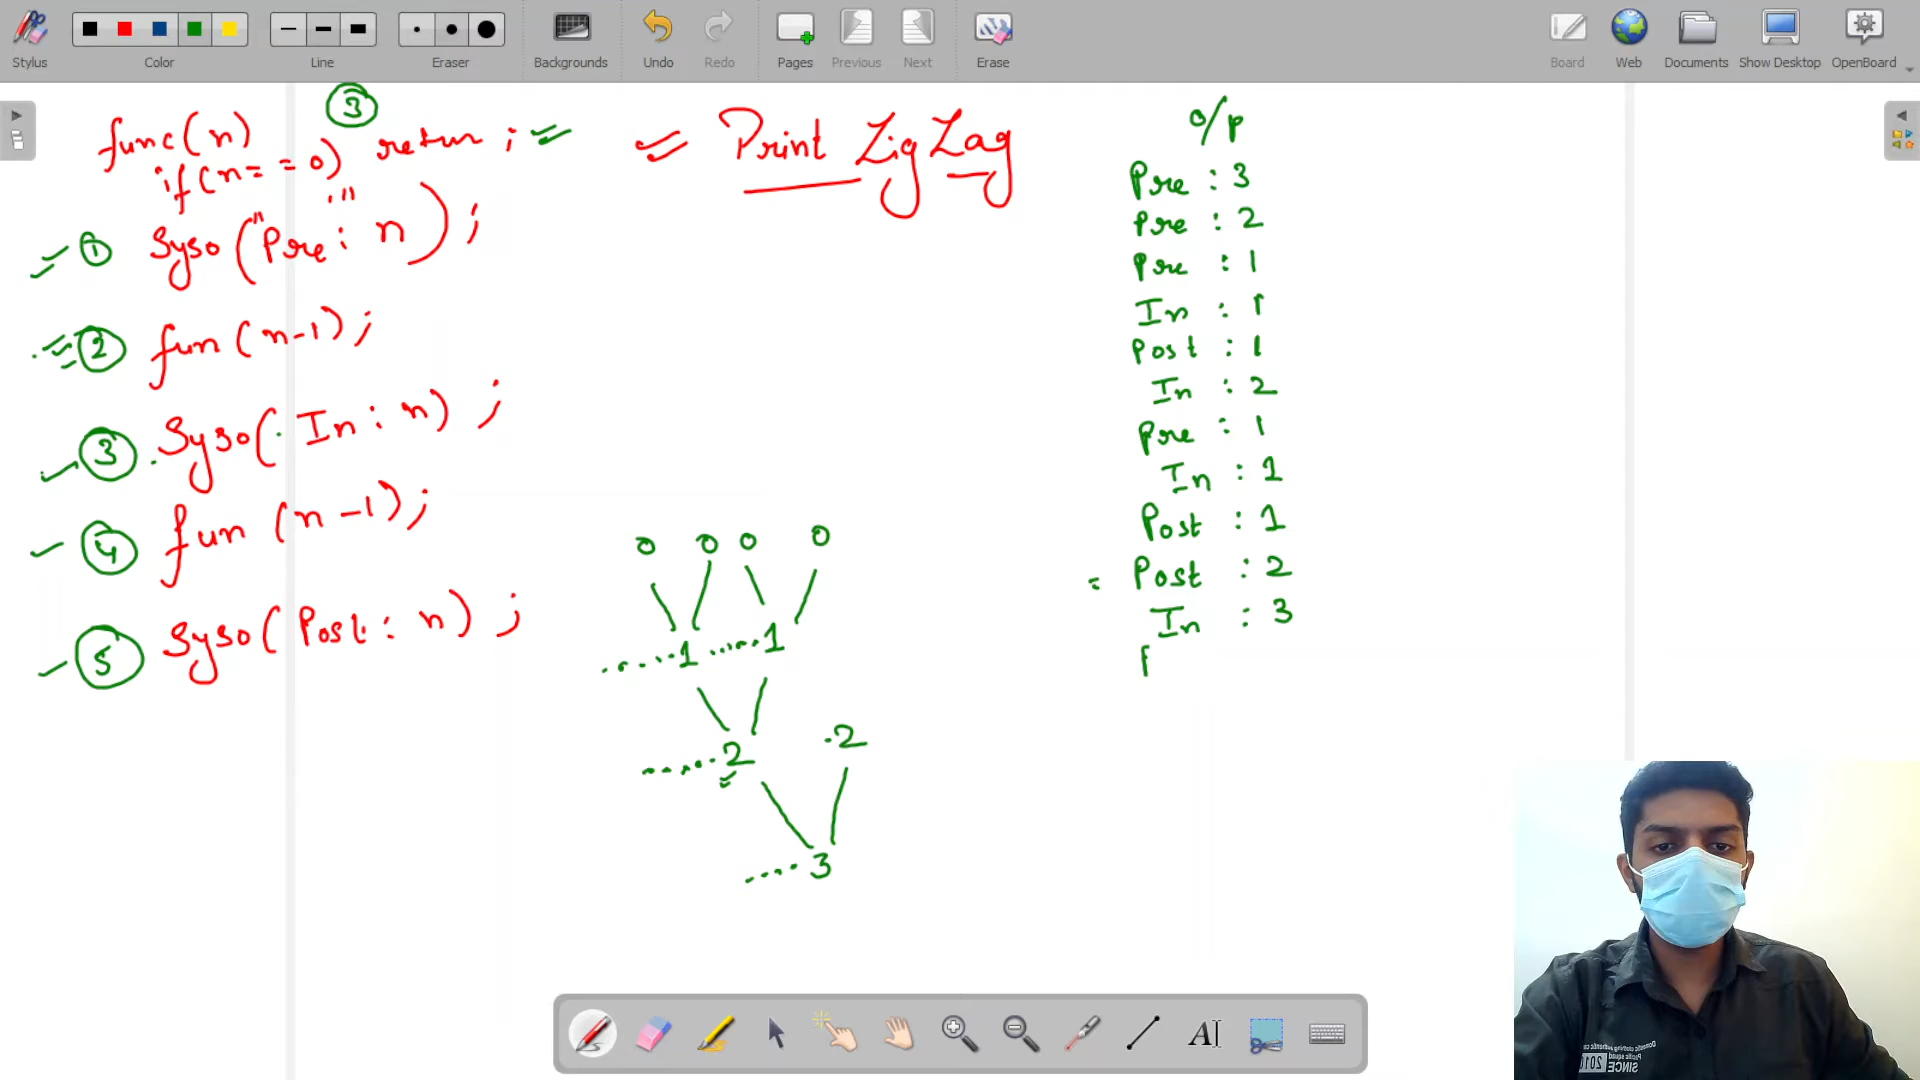 Stylus
Color
Line
Eraser
Backgrounds
Undo
Redo
Pages
Previous
Next
Erase
Board
Web
Documents
Show Desktop
OpenBoard
3
func(n)
if(n==0) return;
Print ZigZag
1 Syso("Pre: " n);
2 fun(n-1);
3 Syso(In: n);
4 fun(n-1);
5 Syso(Post: n);
o/p
Pre : 3
Pre : 2
Pre : 1
In : 1
Post : 1
In : 2
Pre : 1
In : 1
Post : 1
= Post : 2
In : 3
0 0 0 0
1 1
2 2
3
SINCE 2010